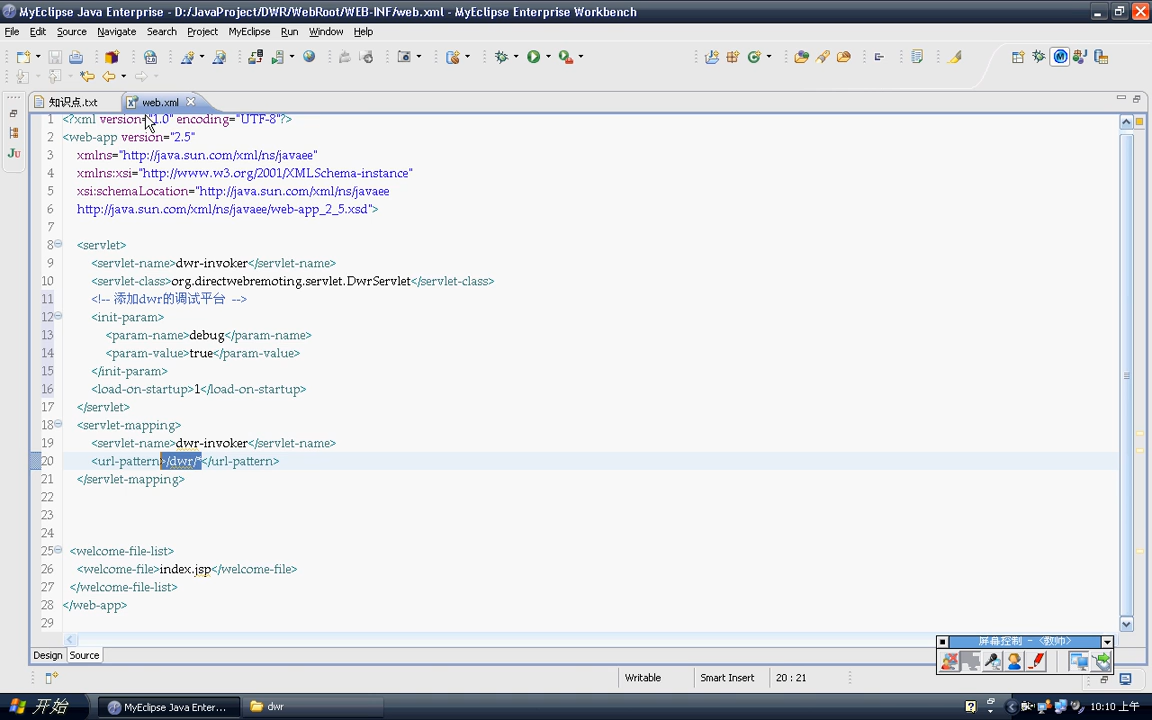 MyEclipse Java Enterprise - D:/JavaProject/DWR/WebRoot/WEB-INF/web.xml - MyEclipse Enterprise Workbench
File Edit Source Navigate Search Project MyEclipse Run Window Help
知识点.txt web.xml
1 <?xml version="1.0" encoding="UTF-8"?>
2 <web-app version="2.5"
3 xmlns="http://java.sun.com/xml/ns/javaee"
4 xmlns:xsi="http://www.w3.org/2001/XMLSchema-instance"
5 xsi:schemaLocation="http://java.sun.com/xml/ns/javaee
6 http://java.sun.com/xml/ns/javaee/web-app_2_5.xsd">
7
8 <servlet>
9 <servlet-name>dwr-invoker</servlet-name>
10 <servlet-class>org.directwebremoting.servlet.DwrServlet</servlet-class>
11 <!-- 添加dwr的调试平台 -->
12 <init-param>
13 <param-name>debug</param-name>
14 <param-value>true</param-value>
15 </init-param>
16 <load-on-startup>1</load-on-startup>
17 </servlet>
18 <servlet-mapping>
19 <servlet-name>dwr-invoker</servlet-name>
20 <url-pattern>/dwr/*</url-pattern>
21 </servlet-mapping>
22
23
24
25 <welcome-file-list>
26 <welcome-file>index.jsp</welcome-file>
27 </welcome-file-list>
28 </web-app>
29
屏幕控制 - <教帅>
Design Source
Writable Smart Insert 20 : 21
开始 MyEclipse Java Enter... dwr 10:10 上午